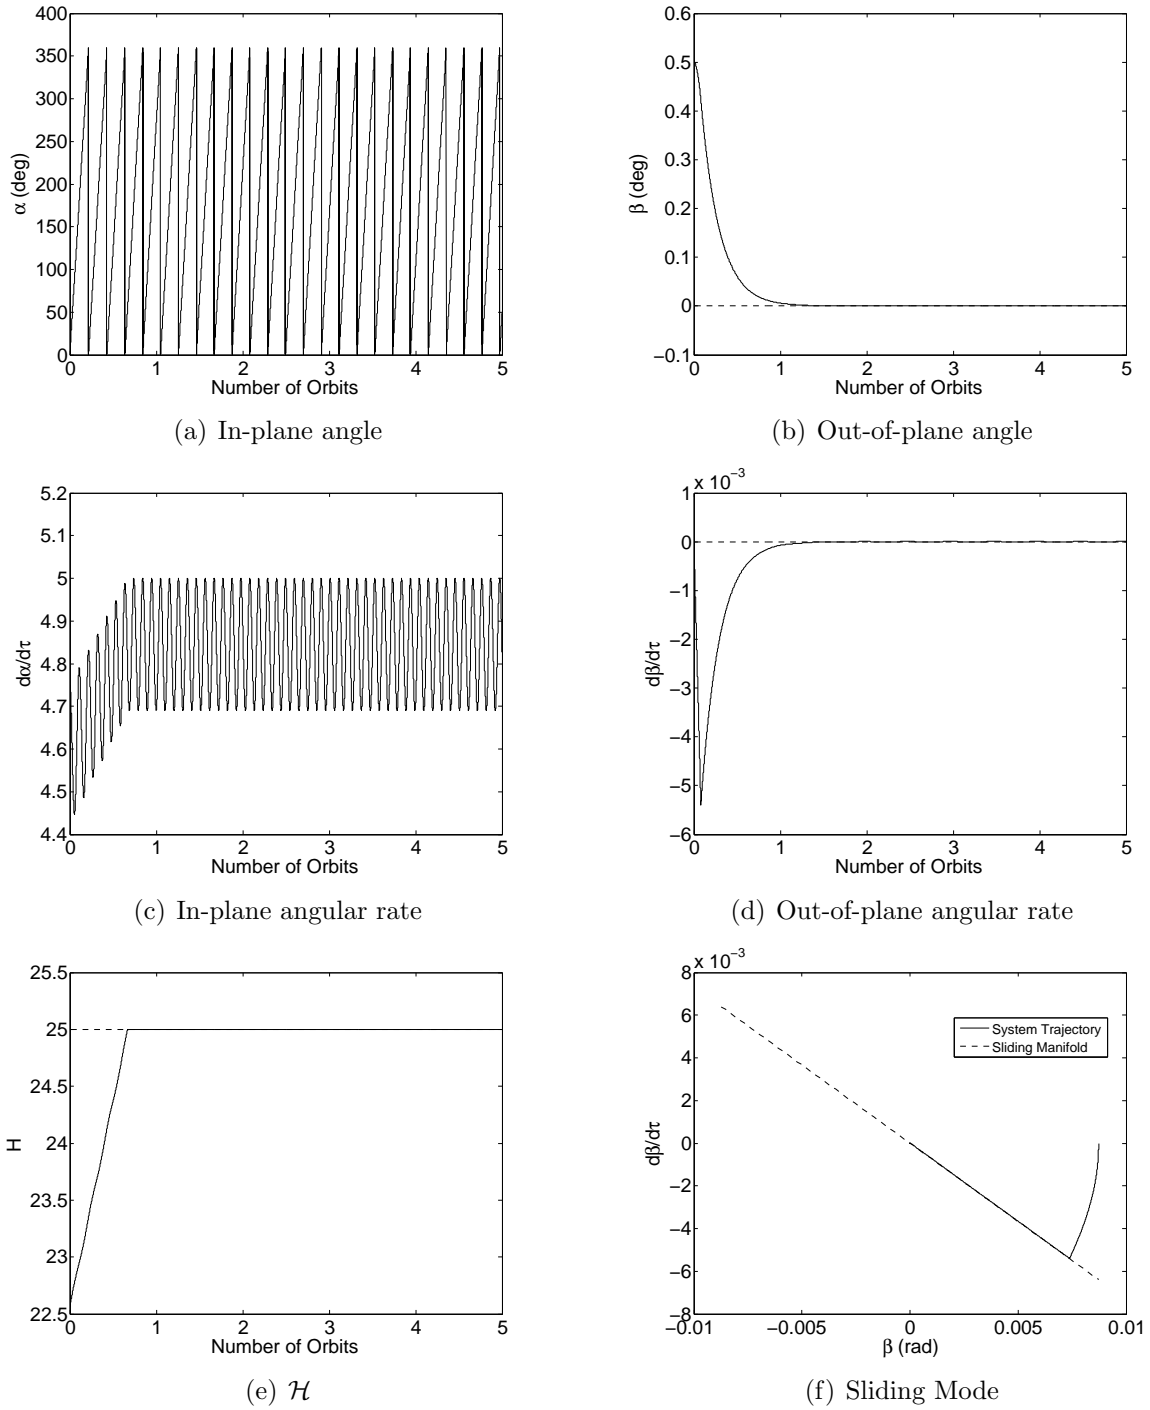 400
350
300
250
200
150
100
50
0
α (deg)
0 1 2 3 4 5
Number of Orbits
(a) In-plane angle
0.6
0.5
0.4
0.3
0.2
0.1
0
−0.1
β (deg)
0 1 2 3 4 5
Number of Orbits
(b) Out-of-plane angle
5.2
5.1
5
4.9
4.8
4.7
4.6
4.5
4.4
dα/dτ
0 1 2 3 4 5
Number of Orbits
(c) In-plane angular rate
x 10⁻³
1
0
−1
−2
−3
−4
−5
−6
dβ/dτ
0 1 2 3 4 5
Number of Orbits
(d) Out-of-plane angular rate
25.5
25
24.5
24
23.5
23
22.5
H
0 1 2 3 4 5
Number of Orbits
(e) ℋ
x 10⁻³
8
6
4
2
0
−2
−4
−6
−8
dβ/dτ
System Trajectory
Sliding Manifold
−0.01 −0.005 0 0.005 0.01
β (rad)
(f) Sliding Mode